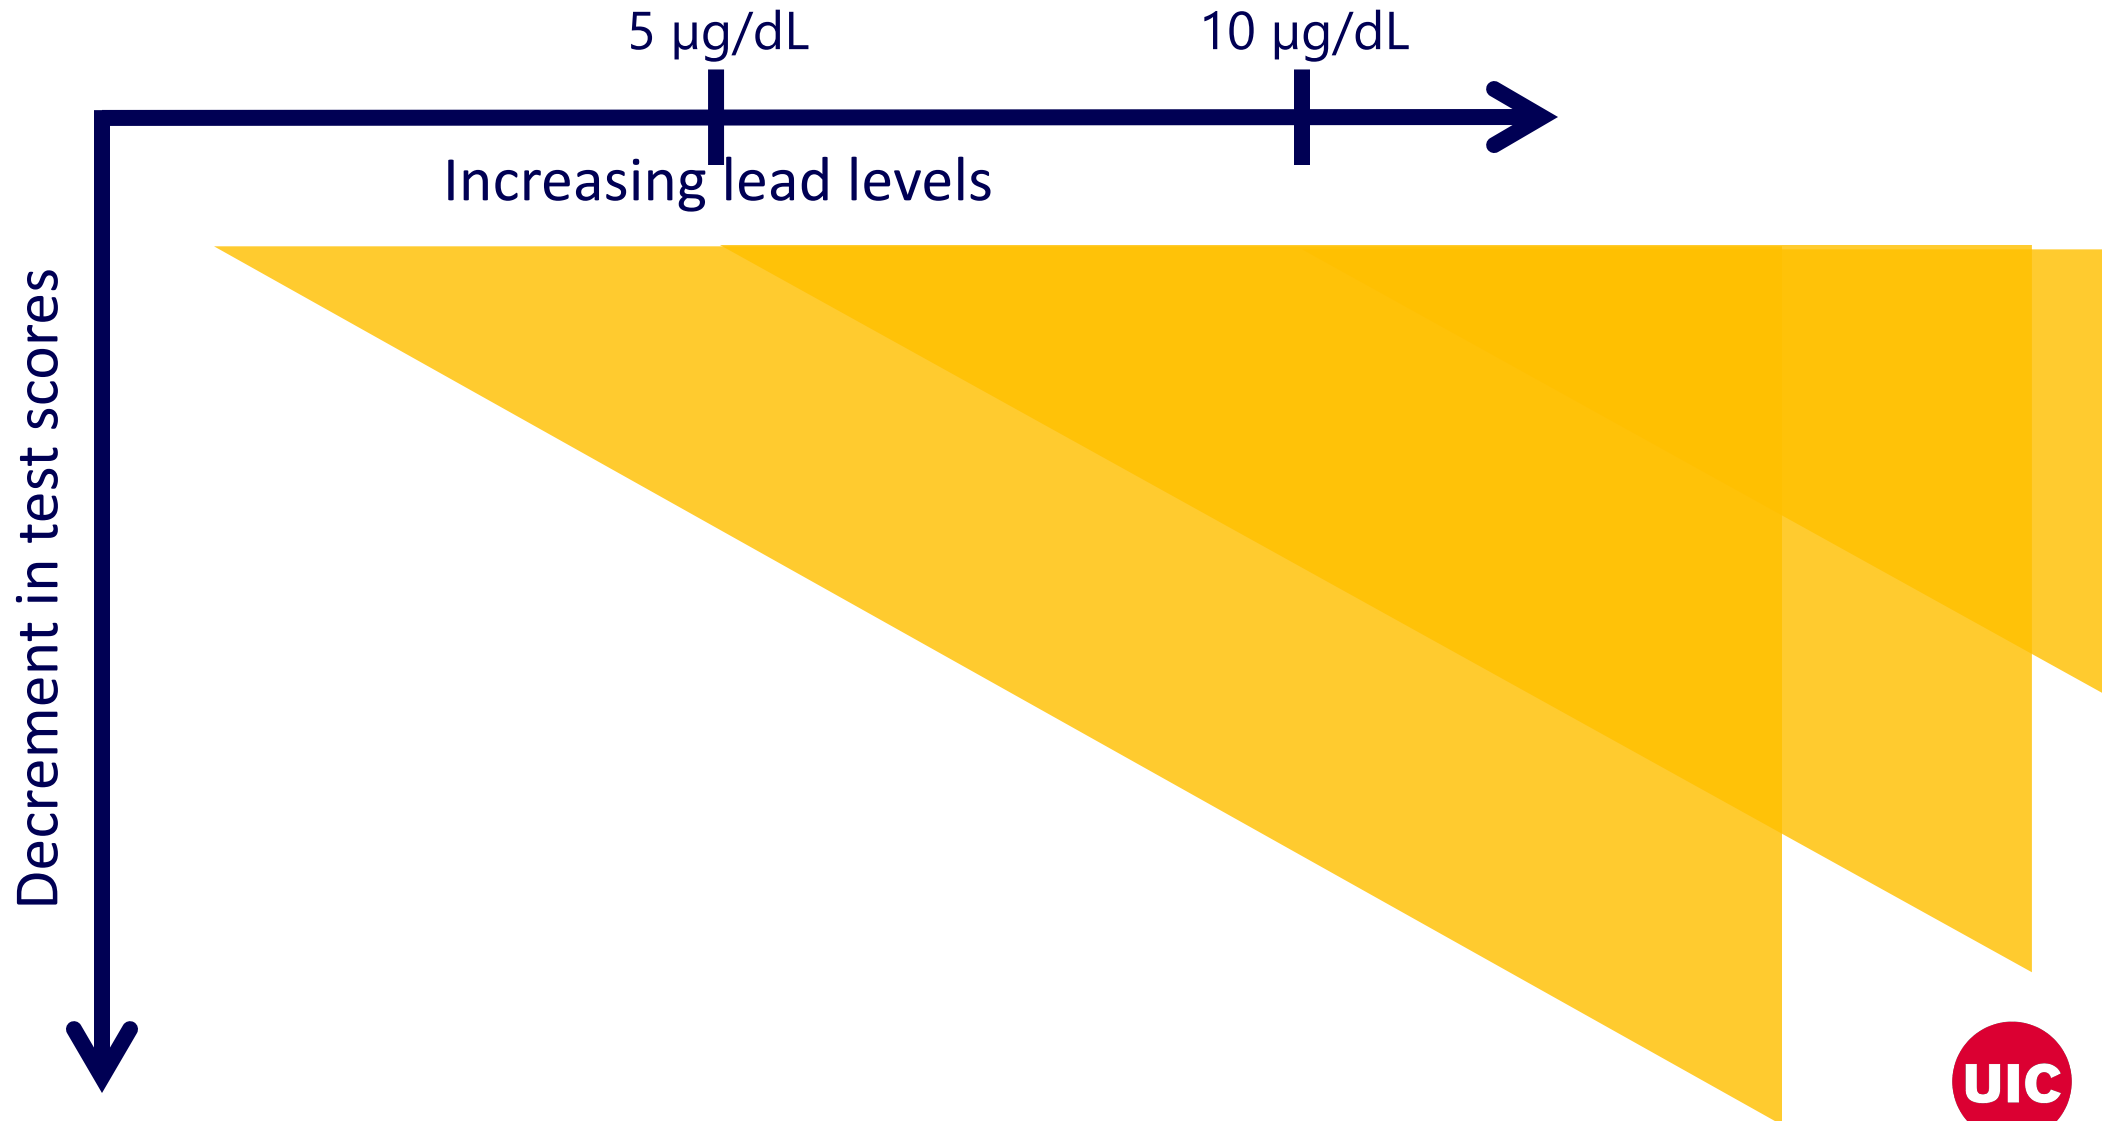 5 µg/dL
10 µg/dL
Increasing lead levels
Decrement in test scores
UIC